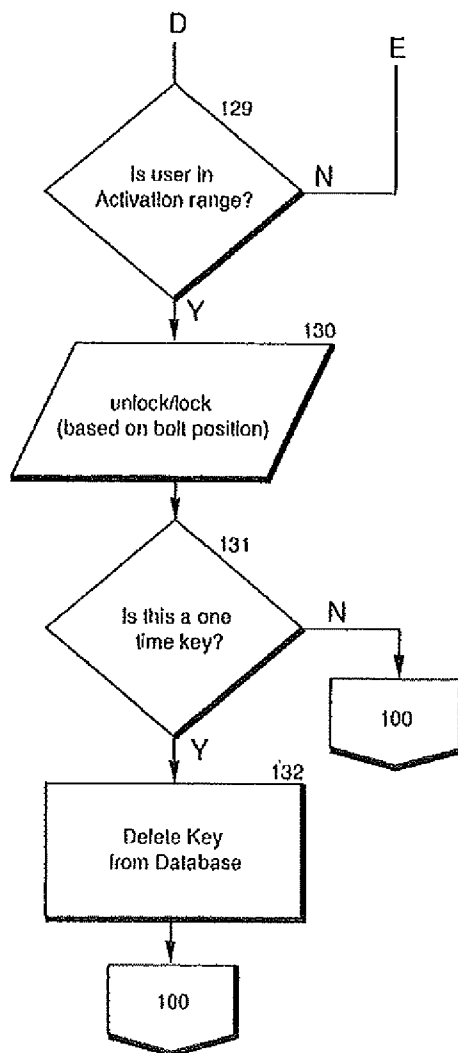 D
E
129
Is user in
Activation range?
N
Y
130
unlock/lock
(based on bolt position)
131
Is this a one
time key?
N
100
Y
132
Delete Key
from Database
100